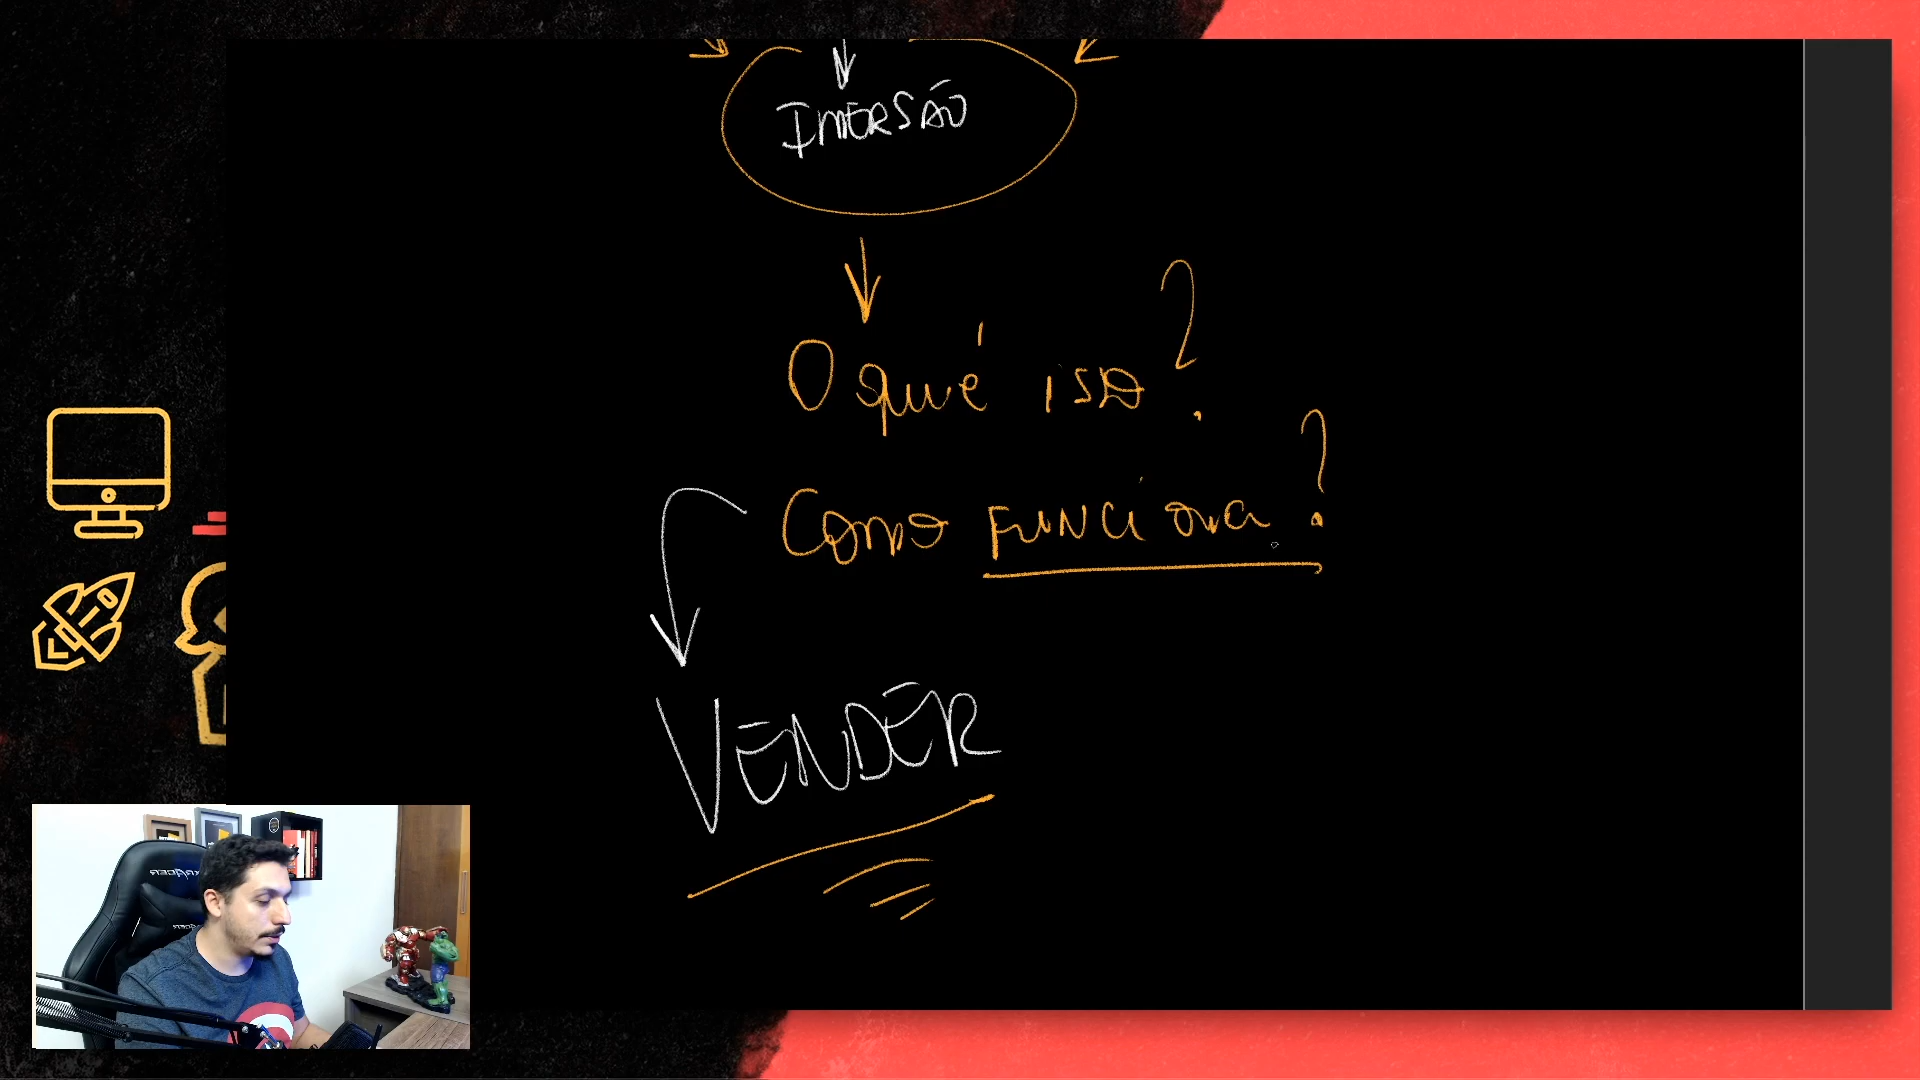 IMERSÃO
O que é isso?
Como FUNCIONA?
VENDER